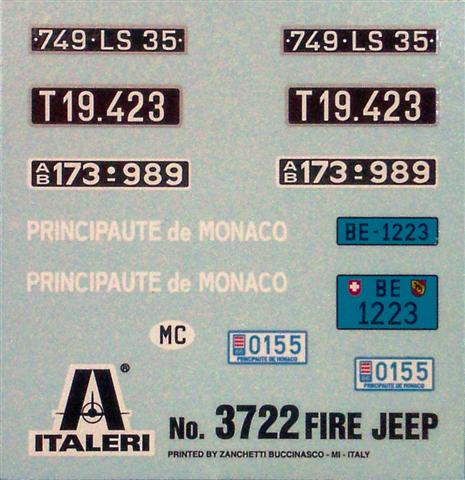 ·749·LS 35· ·749·LS 35·
T19.423 T19.423
A/B 173-989 A/B 173-989
PRINCIPAUTE de MONACO BE-1223
PRINCIPAUTE de MONACO BE
1223
MC
0155
PRINCIPAUTE DE MONACO
0155
PRINCIPAUTE DE MONACO
®
ITALERI
No. 3722 FIRE JEEP
PRINTED BY ZANCHETTI BUCCINASCO - MI - ITALY